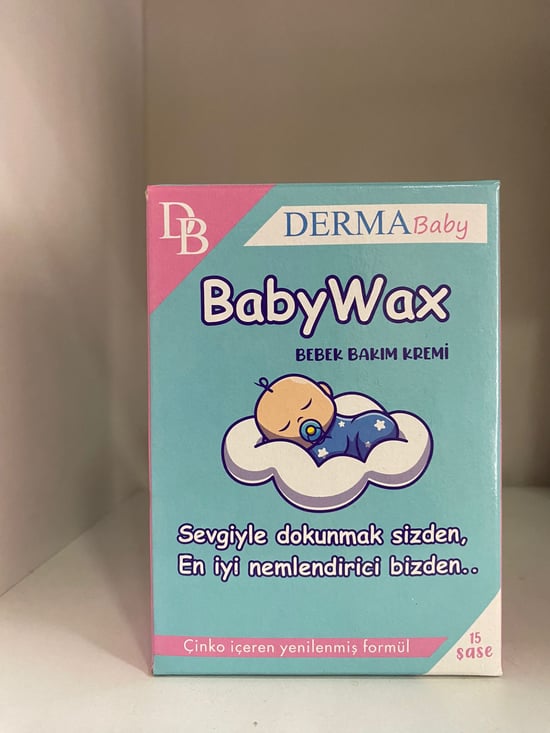 DB
DERMA Baby
BabyWax
BEBEK BAKIM KREMİ
Sevgiyle dokunmak sizden,
En iyi nemlendirici bizden..
Çinko içeren yenilenmiş formül
15
şase